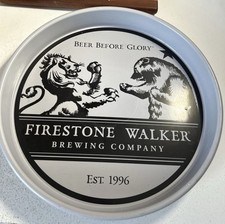 BEER BEFORE GLORY
FIRESTONE WALKER
BREWING COMPANY
EST. 1996